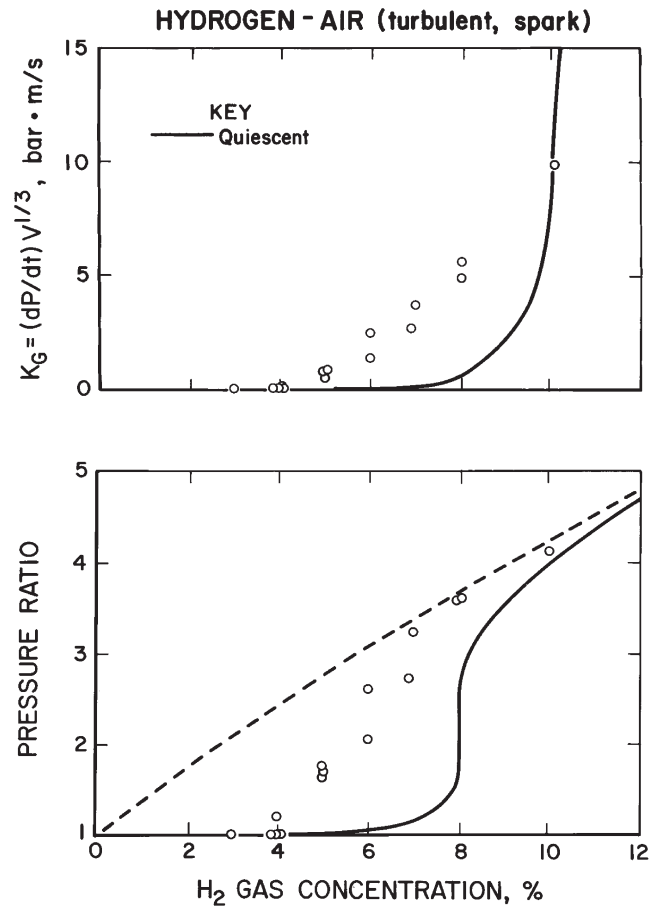 HYDROGEN - AIR (turbulent, spark)
K_G = (dP/dt) V^1/3 , bar • m/s
15
10
5
0
KEY
Quiescent
PRESSURE RATIO
5
4
3
2
1
0 2 4 6 8 10 12
H₂ GAS CONCENTRATION, %